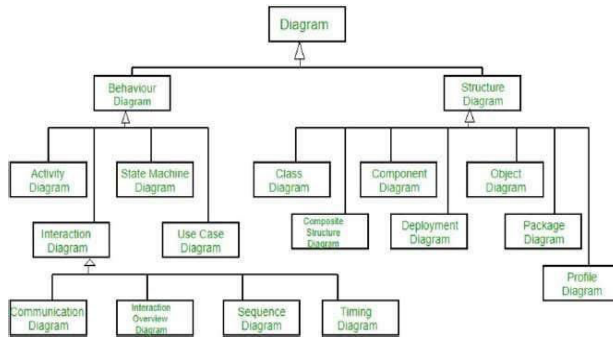 Diagram
Behaviour
Diagram
Structure
Diagram
Activity
Diagram
State Machine
Diagram
Class
Diagram
Component
Diagram
Object
Diagram
Interaction
Diagram
Use Case
Diagram
Composite
Structure
Diagram
Deployment
Diagram
Package
Diagram
Profile
Diagram
Communication
Diagram
Interaction
Overview
Diagram
Sequence
Diagram
Timing
Diagram